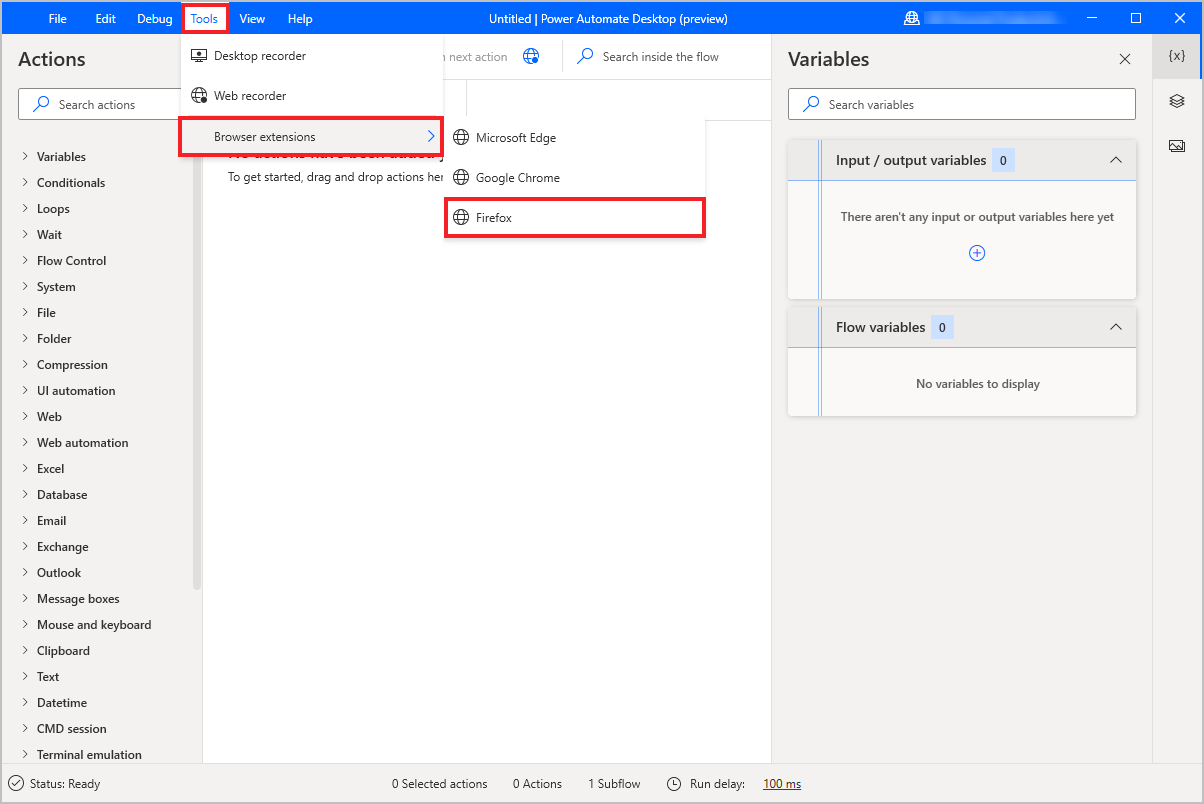 File Edit Debug Tools View Help Untitled | Power Automate Desktop (preview)
Actions
Search actions
Variables
Conditionals
Loops
Wait
Flow Control
System
File
Folder
Compression
UI automation
Web
Web automation
Excel
Database
Email
Exchange
Outlook
Message boxes
Mouse and keyboard
Clipboard
Text
Datetime
CMD session
Terminal emulation
Desktop recorder
Web recorder
Browser extensions
Microsoft Edge
Google Chrome
Firefox
next action
Search inside the flow
To get started, drag and drop actions
Variables
{x}
Search variables
Input / output variables 0
There aren't any input or output variables here yet
Flow variables 0
No variables to display
Status: Ready 0 Selected actions 0 Actions 1 Subflow Run delay: 100 ms